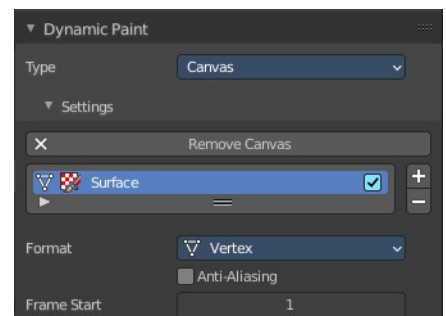 Dynamic Paint
Type Canvas
Settings
Remove Canvas
Surface
Format Vertex
Anti-Aliasing
Frame Start 1